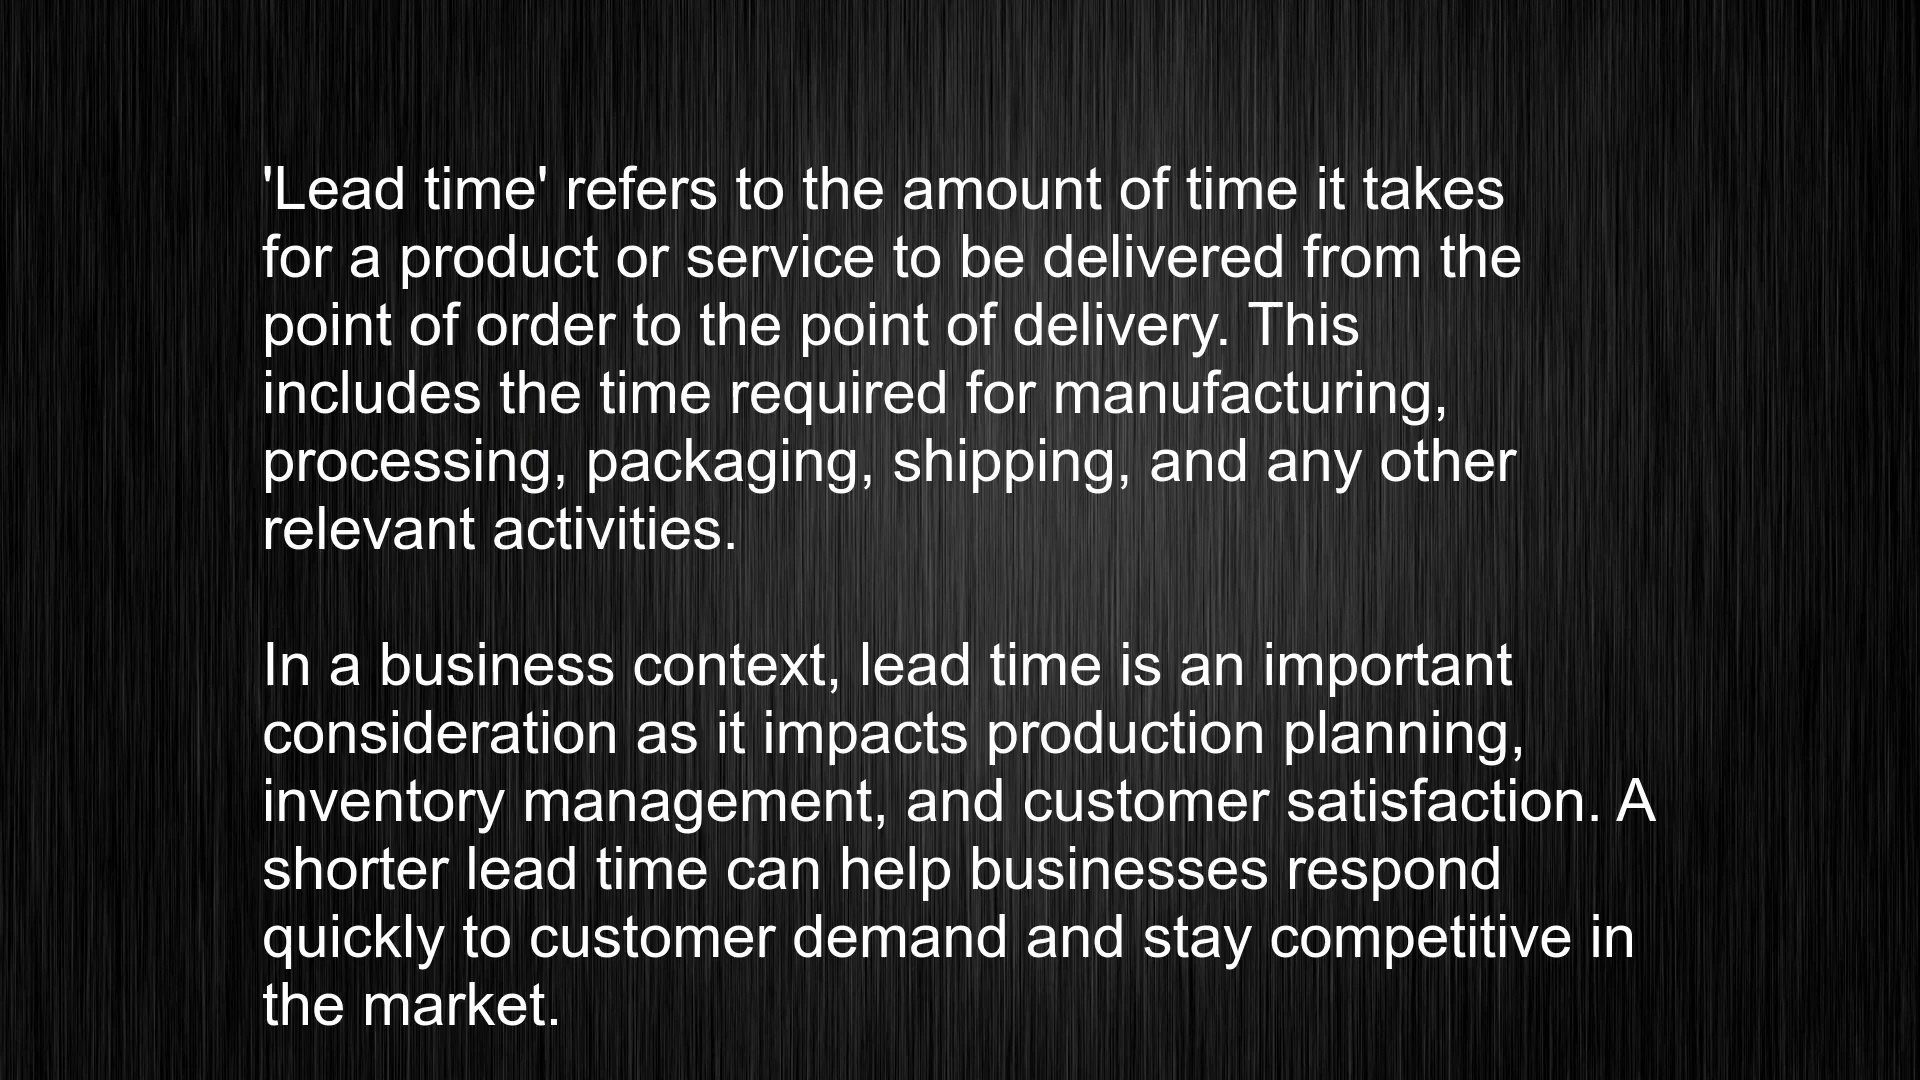 'Lead time' refers to the amount of time it takes
for a product or service to be delivered from the
point of order to the point of delivery. This
includes the time required for manufacturing,
processing, packaging, shipping, and any other
relevant activities.
In a business context, lead time is an important
consideration as it impacts production planning,
inventory management, and customer satisfaction. A
shorter lead time can help businesses respond
quickly to customer demand and stay competitive in
the market.